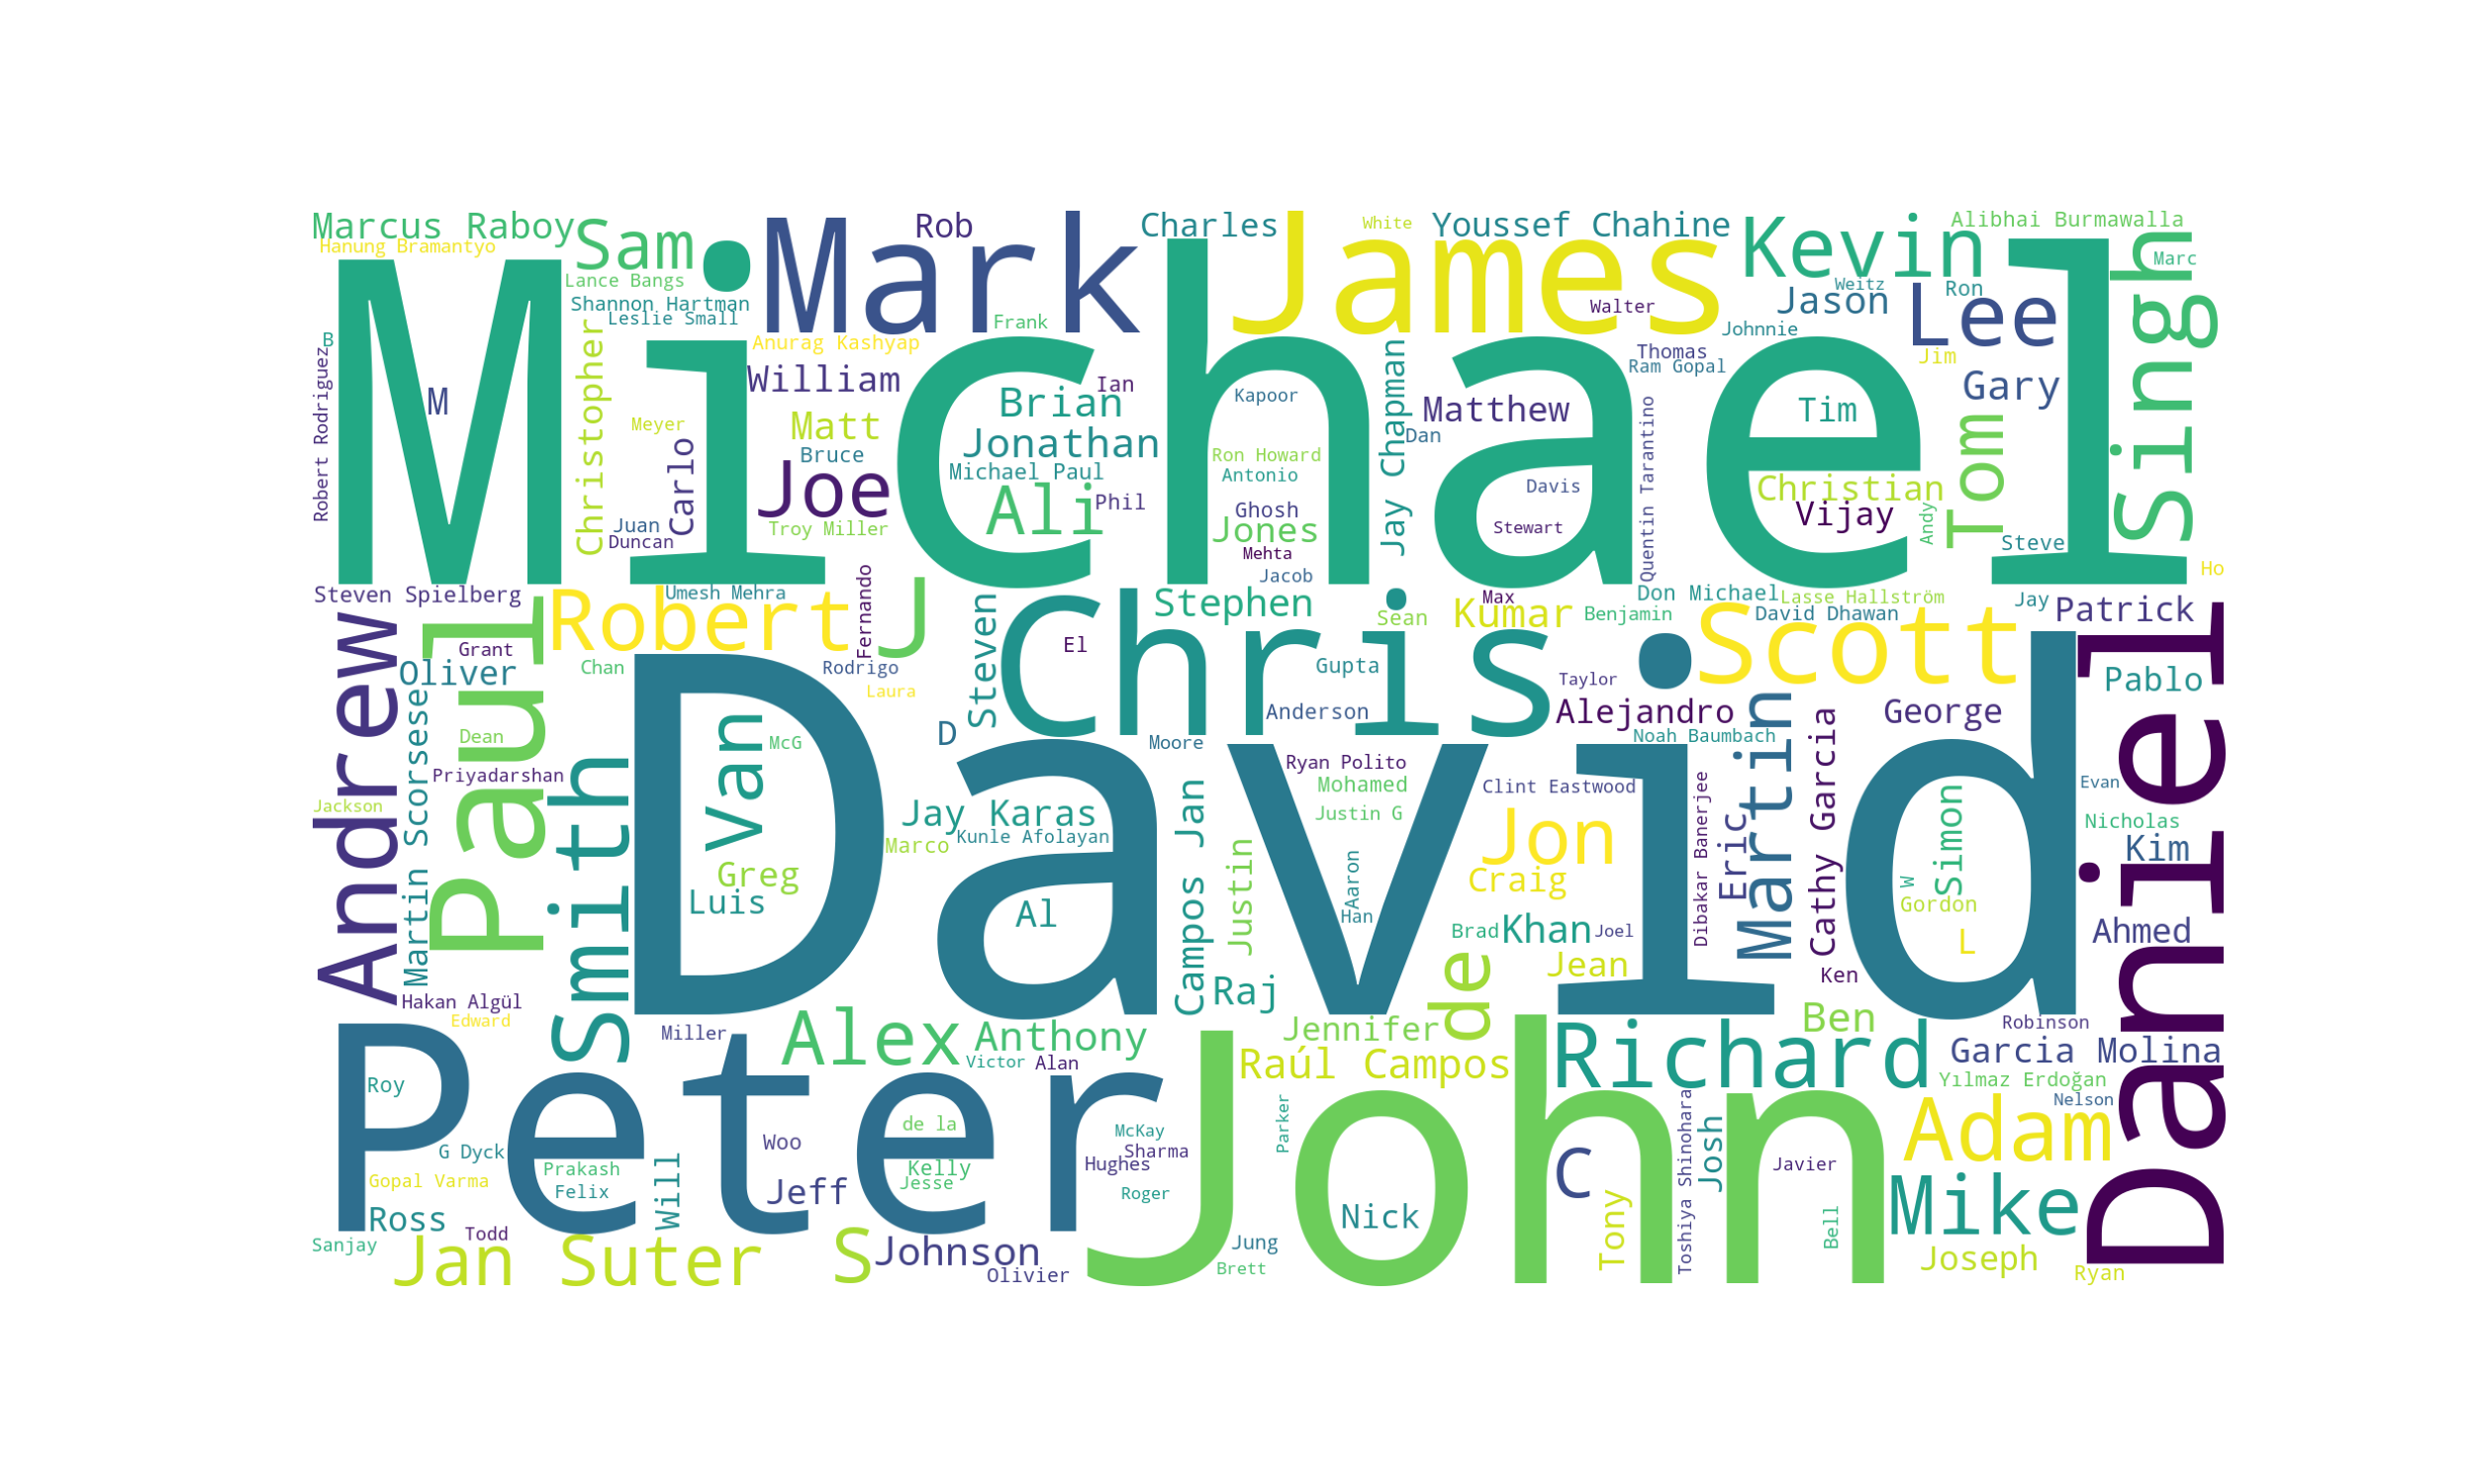 Marcus Raboy
Hanung Bramantyo
Sam
Mark
Rob
Charles
James
White
Youssef Chahine
Kevin
Alibhai Burmawalla
Marc
Singh
Michael
Lance Bangs
Shannon Hartman
Leslie Small
Frank
Walter
Weitz
Ron
Jason
Lee
Johnnie
Jim
B
Robert Rodriguez
M
Christopher
Anurag Kashyap
William
Thomas
Ram Gopal
Ian
Brian
Kapoor
Jay Chapman
Matthew
Dan
Tim
Gary
Tom
Meyer
Carlo
Matt
Jonathan
Bruce
Michael Paul
Joe
Ali
Phil
Ron Howard
Antonio
Quentin Tarantino
Davis
Christian
Vijay
Andy
Juan
Duncan
Troy Miller
Ghosh
Jones
Mehta
Stewart
Steve
Jacob
Ho
Steven Spielberg
Umesh Mehra
Robert
Fernando
J
Steven
Chris
Stephen
Sean
Kumar
Max
Benjamin
Don Michael
Lasse Hallström
David Dhawan
Jay
Patrick
Andrew
Paul
Grant
Oliver
Chan
Rodrigo
Laura
El
Gupta
Scott
Taylor
Pablo
Daniel
Martin Scorsese
Dean
Priyadarshan
Jackson
Smith
David
Van
McG
D
Moore
Anderson
Alejandro
George
Noah Baumbach
Ryan Polito
Mohamed
Justin G
Clint Eastwood
Dibakar Banerjee
Eric
Martin
Cathy Garcia
Simon
Evan
Nicholas
Kim
Jay Karas
Kunle Afolayan
Marco
Greg
Luis
Al
Campos Jan
Justin
Aaron
Han
Jon
Craig
Brad
Khan
Joel
W
Gordon
L
Ahmed
Jean
Ken
Raj
de
Hakan Algül
Edward
Miller
Alex
Anthony
Victor
Alan
Jennifer
Raúl Campos
Richard
Ben
Robinson
Garcia Molina
Yılmaz Erdoğan
Nelson
Peter
Roy
John
G Dyck
Gopal Varma
Prakash
Felix
Will
Woo
Jeff
de la
Kelly
Jesse
McKay
Sharma
Hughes
Roger
Parker
C
Toshiya Shinohara
Josh
Javier
Adam
Ross
Todd
Sanjay
Jan Suter
S
Johnson
Olivier
Jung
Brett
Nick
Tony
Bell
Mike
Joseph
Ryan